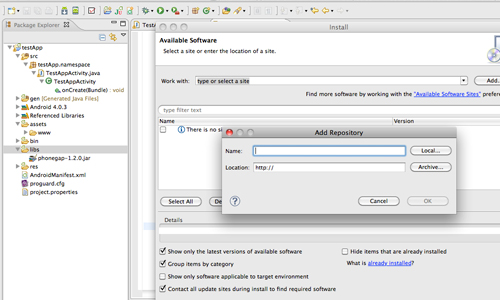 Package Explorer
testApp
src
testApp.namespace
TestAppActivity.java
TestAppActivity
onCreate(Bundle) : void
gen [Generated Java Files]
Android 4.0.3
Referenced Libraries
assets
www
bin
libs
phonegap-1.2.0.jar
res
AndroidManifest.xml
proguard.cfg
project.properties
TestA
Install
Available Software
Select a site or enter the location of a site.
Work with: type or select a site
Add...
Find more software by working with the "Available Software Sites" prefere
type filter text
Name Version
There is no si
Add Repository
Name: Local...
Location: http:// Archive...
? Cancel OK
Select All De
Details
Show only the latest versions of available software
Hide items that are already installed
Group items by category
What is already installed?
Show only software applicable to target environment
Contact all update sites during install to find required software